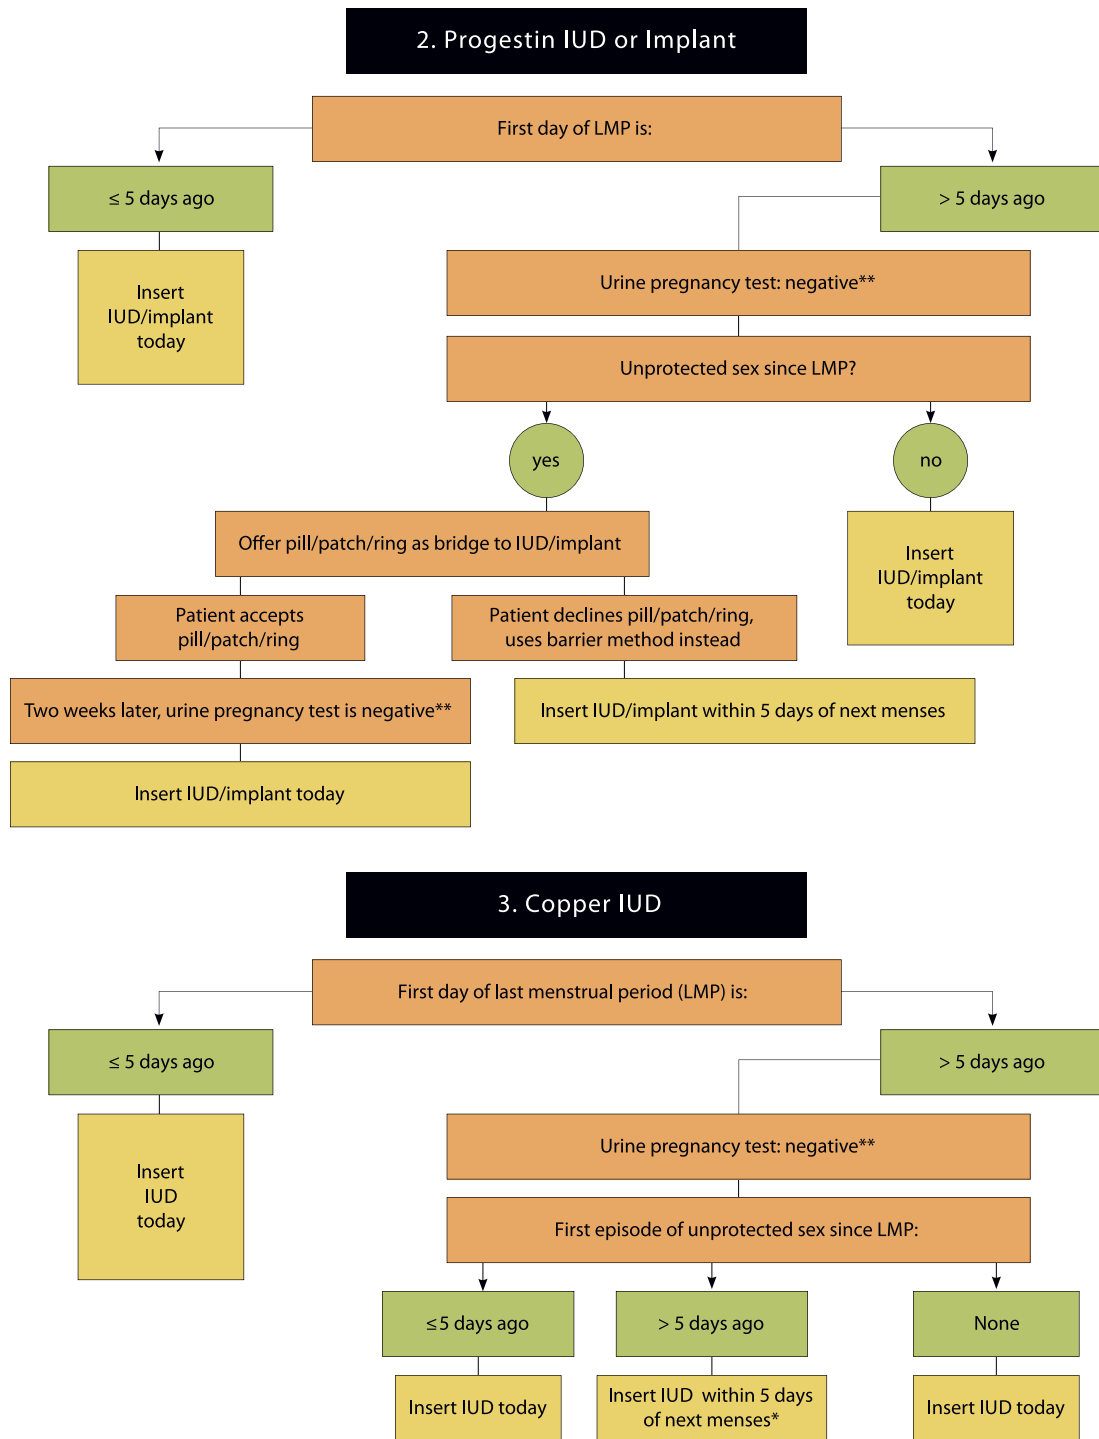 2. Progestin IUD or Implant
First day of LMP is:
≤ 5 days ago
> 5 days ago
Insert
IUD/implant
today
Urine pregnancy test: negative**
Unprotected sex since LMP?
yes
no
Offer pill/patch/ring as bridge to IUD/implant
Insert
IUD/implant
today
Patient accepts
pill/patch/ring
Patient declines pill/patch/ring,
uses barrier method instead
Two weeks later, urine pregnancy test is negative**
Insert IUD/implant within 5 days of next menses
Insert IUD/implant today
3. Copper IUD
First day of last menstrual period (LMP) is:
≤ 5 days ago
> 5 days ago
Insert
IUD
today
Urine pregnancy test: negative**
First episode of unprotected sex since LMP:
≤ 5 days ago
> 5 days ago
None
Insert IUD today
Insert IUD within 5 days
of next menses*
Insert IUD today